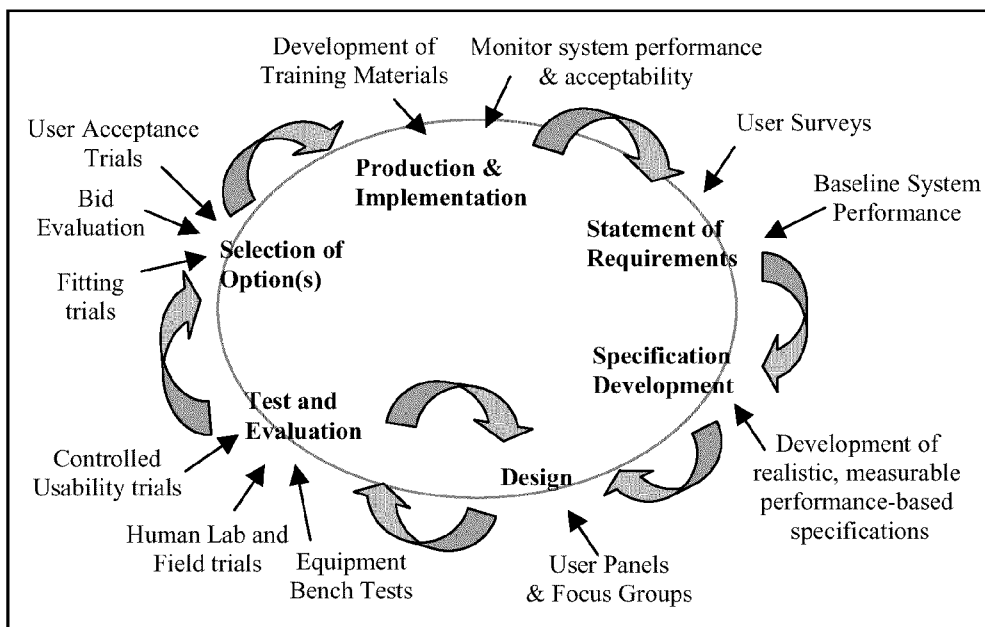 Development of
Training Materials
Monitor system performance
& acceptability
User Acceptance
Trials
User Surveys
Production &
Implementation
Bid
Evaluation
Baseline System
Performance
Statement of
Requirements
Selection of
Option(s)
Fitting
trials
Specification
Development
Test and
Evaluation
Controlled
Usability trials
Design
Development of
realistic, measurable
performance-based
specifications
Human Lab and
Field trials
Equipment
Bench Tests
User Panels
& Focus Groups